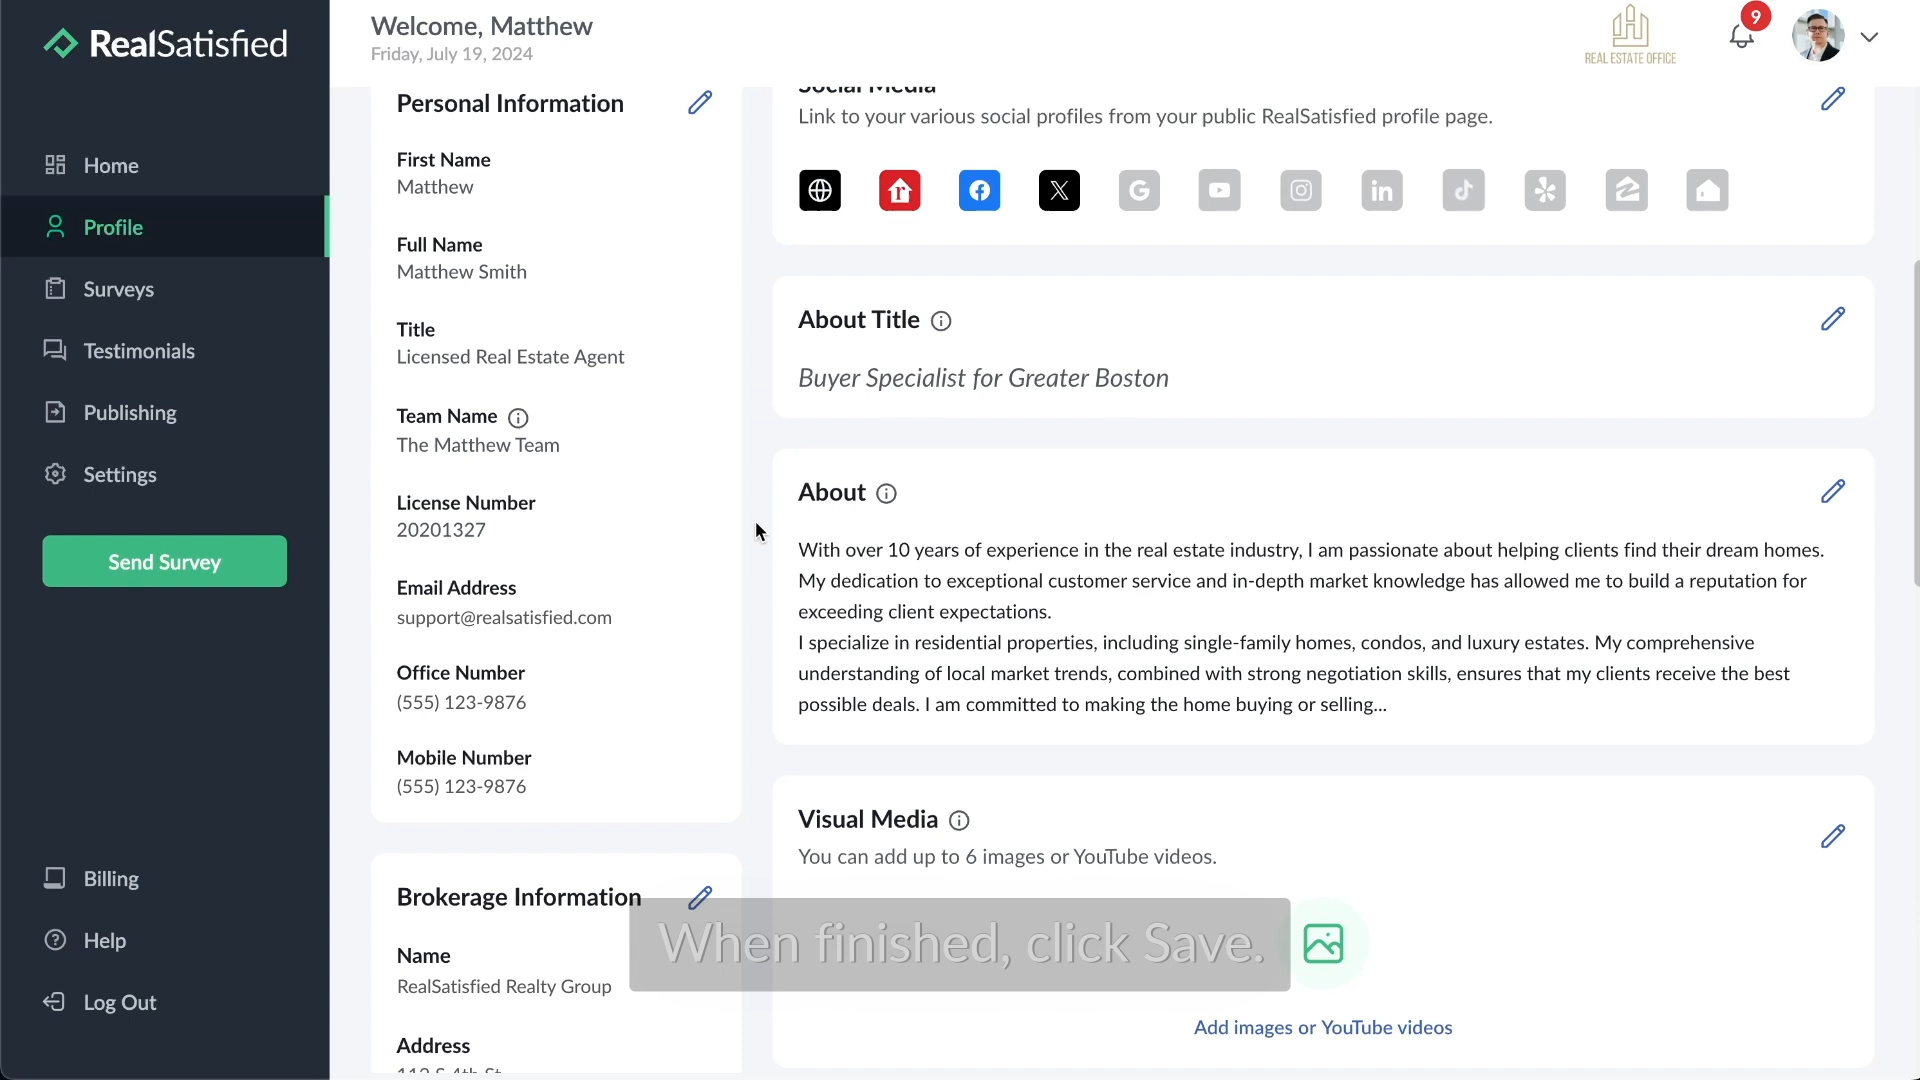 RealSatisfied
Welcome, Matthew
Friday, July 19, 2024
REAL ESTATE OFFICE
9
Home
Profile
Surveys
Testimonials
Publishing
Settings
Send Survey
Billing
Help
Log Out
Personal Information
First Name
Matthew
Full Name
Matthew Smith
Title
Licensed Real Estate Agent
Team Name
The Matthew Team
License Number
20201327
Email Address
support@realsatisfied.com
Office Number
(555) 123-9876
Mobile Number
(555) 123-9876
Brokerage Information
Name
RealSatisfied Realty Group
Address
112 S 4th St
Social Media
Link to your various social profiles from your public RealSatisfied profile page.
About Title
Buyer Specialist for Greater Boston
About
With over 10 years of experience in the real estate industry, I am passionate about helping clients find their dream homes.
My dedication to exceptional customer service and in-depth market knowledge has allowed me to build a reputation for
exceeding client expectations.
I specialize in residential properties, including single-family homes, condos, and luxury estates. My comprehensive
understanding of local market trends, combined with strong negotiation skills, ensures that my clients receive the best
possible deals. I am committed to making the home buying or selling...
Visual Media
You can add up to 6 images or YouTube videos.
When finished, click Save.
Add images or YouTube videos